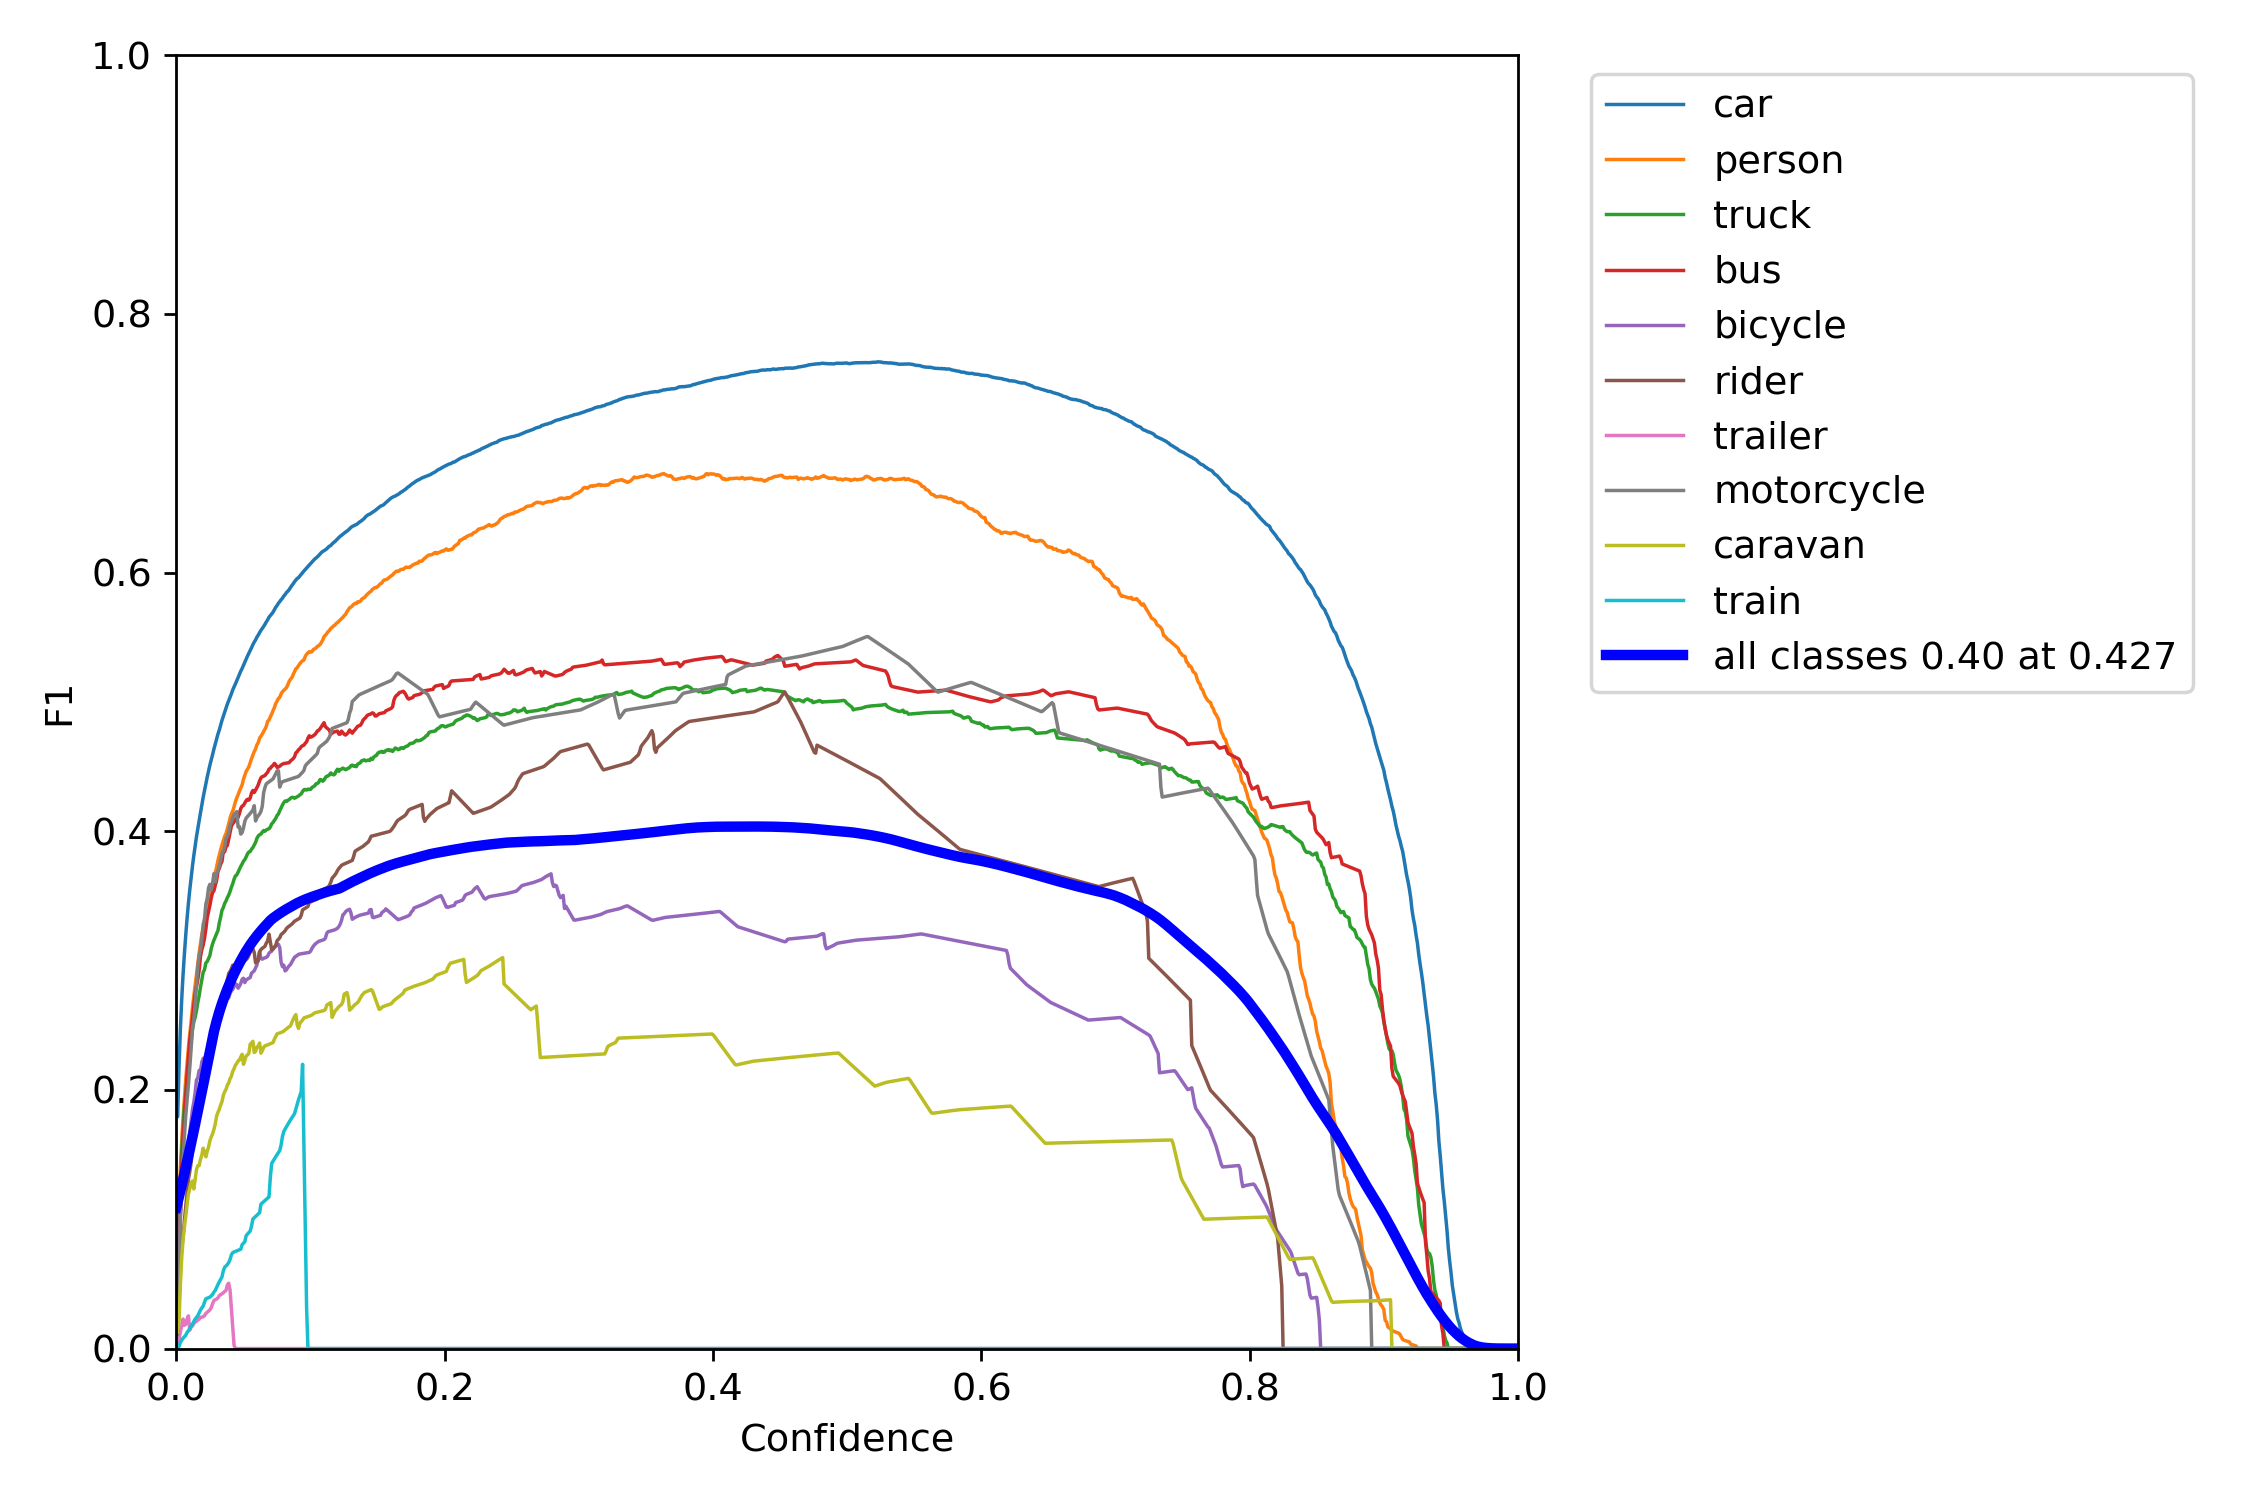 1.0
0.8
0.6
0.4
0.2
0.0
F1
0.0 0.2 0.4 0.6 0.8 1.0
Confidence
car
person
truck
bus
bicycle
rider
trailer
motorcycle
caravan
train
all classes 0.40 at 0.427